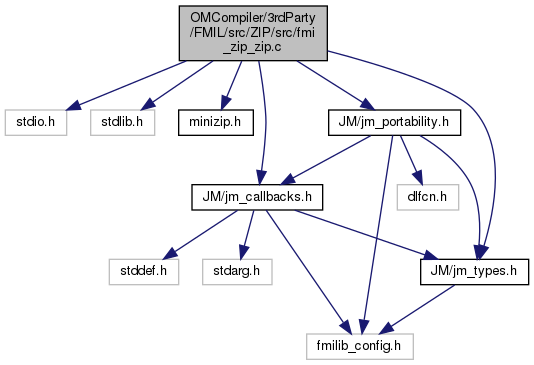 OMCompiler/3rdParty
/FMIL/src/ZIP/src/fmi
_zip_zip.c
stdio.h
stdlib.h
minizip.h
JM/jm_portability.h
JM/jm_callbacks.h
dlfcn.h
stddef.h
stdarg.h
JM/jm_types.h
fmilib_config.h